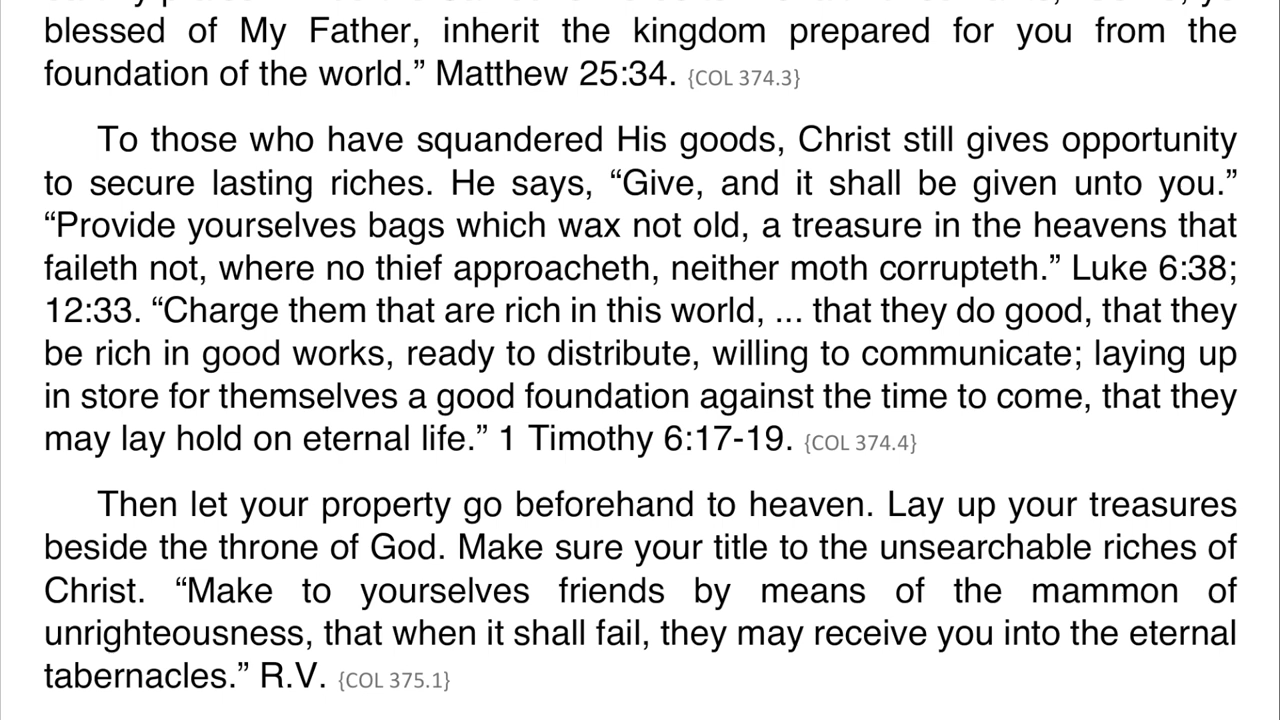 blessed of My Father, inherit the kingdom prepared for you from the
foundation of the world.” Matthew 25:34. {COL 374.3}
To those who have squandered His goods, Christ still gives opportunity
to secure lasting riches. He says, “Give, and it shall be given unto you.”
“Provide yourselves bags which wax not old, a treasure in the heavens that
faileth not, where no thief approacheth, neither moth corrupteth.” Luke 6:38;
12:33. “Charge them that are rich in this world, ... that they do good, that they
be rich in good works, ready to distribute, willing to communicate; laying up
in store for themselves a good foundation against the time to come, that they
may lay hold on eternal life.” 1 Timothy 6:17-19. {COL 374.4}
Then let your property go beforehand to heaven. Lay up your treasures
beside the throne of God. Make sure your title to the unsearchable riches of
Christ. “Make to yourselves friends by means of the mammon of
unrighteousness, that when it shall fail, they may receive you into the eternal
tabernacles.” R.V. {COL 375.1}